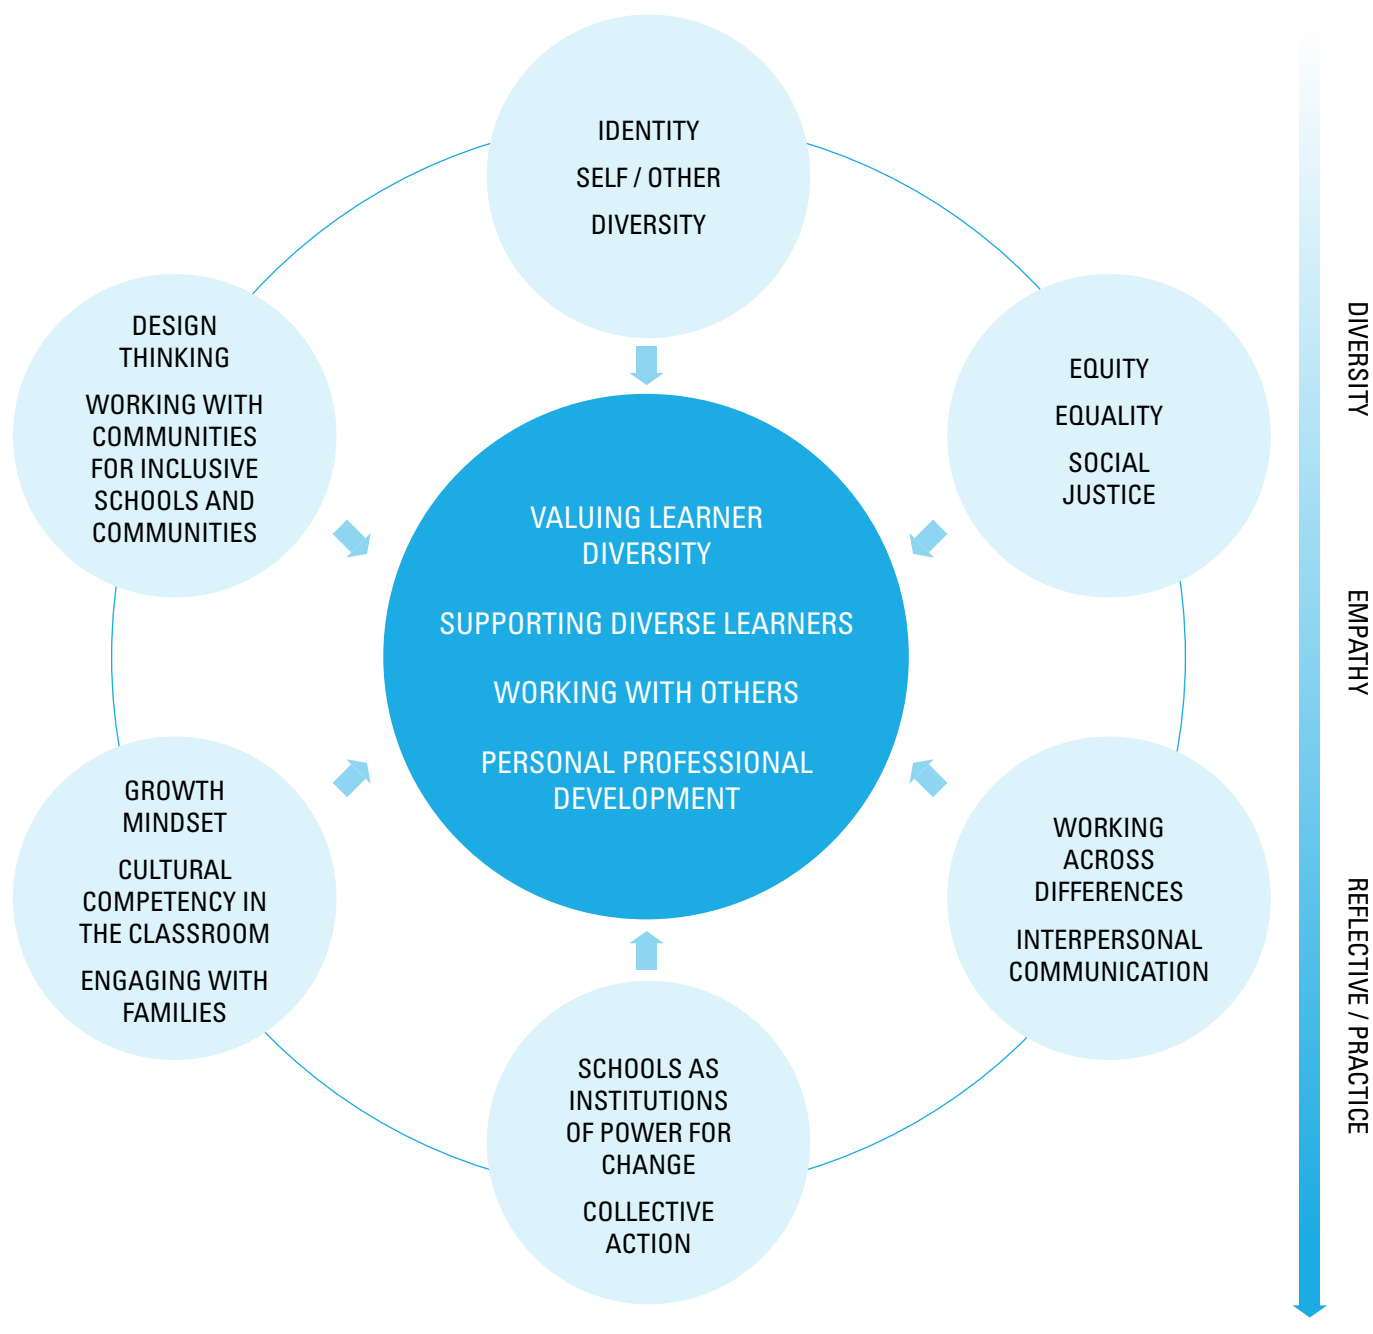 IDENTITY
SELF / OTHER
DIVERSITY
EQUITY
EQUALITY
SOCIAL
JUSTICE
WORKING
ACROSS
DIFFERENCES
INTERPERSONAL
COMMUNICATION
SCHOOLS AS
INSTITUTIONS
OF POWER FOR
CHANGE
COLLECTIVE
ACTION
GROWTH
MINDSET
CULTURAL
COMPETENCY IN
THE CLASSROOM
ENGAGING WITH
FAMILIES
DESIGN
THINKING
WORKING WITH
COMMUNITIES
FOR INCLUSIVE
SCHOOLS AND
COMMUNITIES
VALUING LEARNER
DIVERSITY
SUPPORTING DIVERSE LEARNERS
WORKING WITH OTHERS
PERSONAL PROFESSIONAL
DEVELOPMENT
DIVERSITY
EMPATHY
REFLECTIVE / PRACTICE